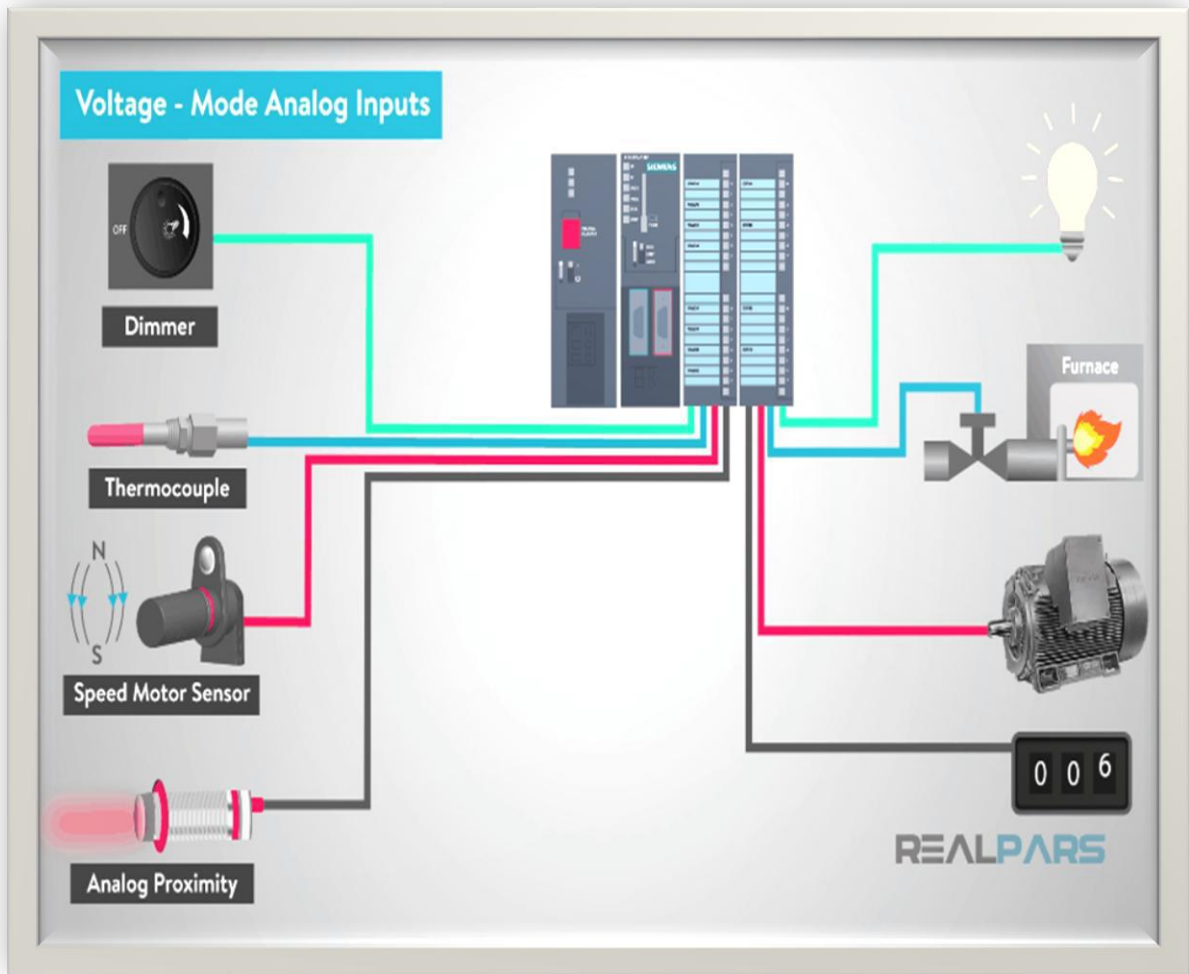 Voltage - Mode Analog Inputs
SIEMENS
OFF
Dimmer
Furnace
Thermocouple
N
S
Speed Motor Sensor
0 0 6
REALPARS
Analog Proximity